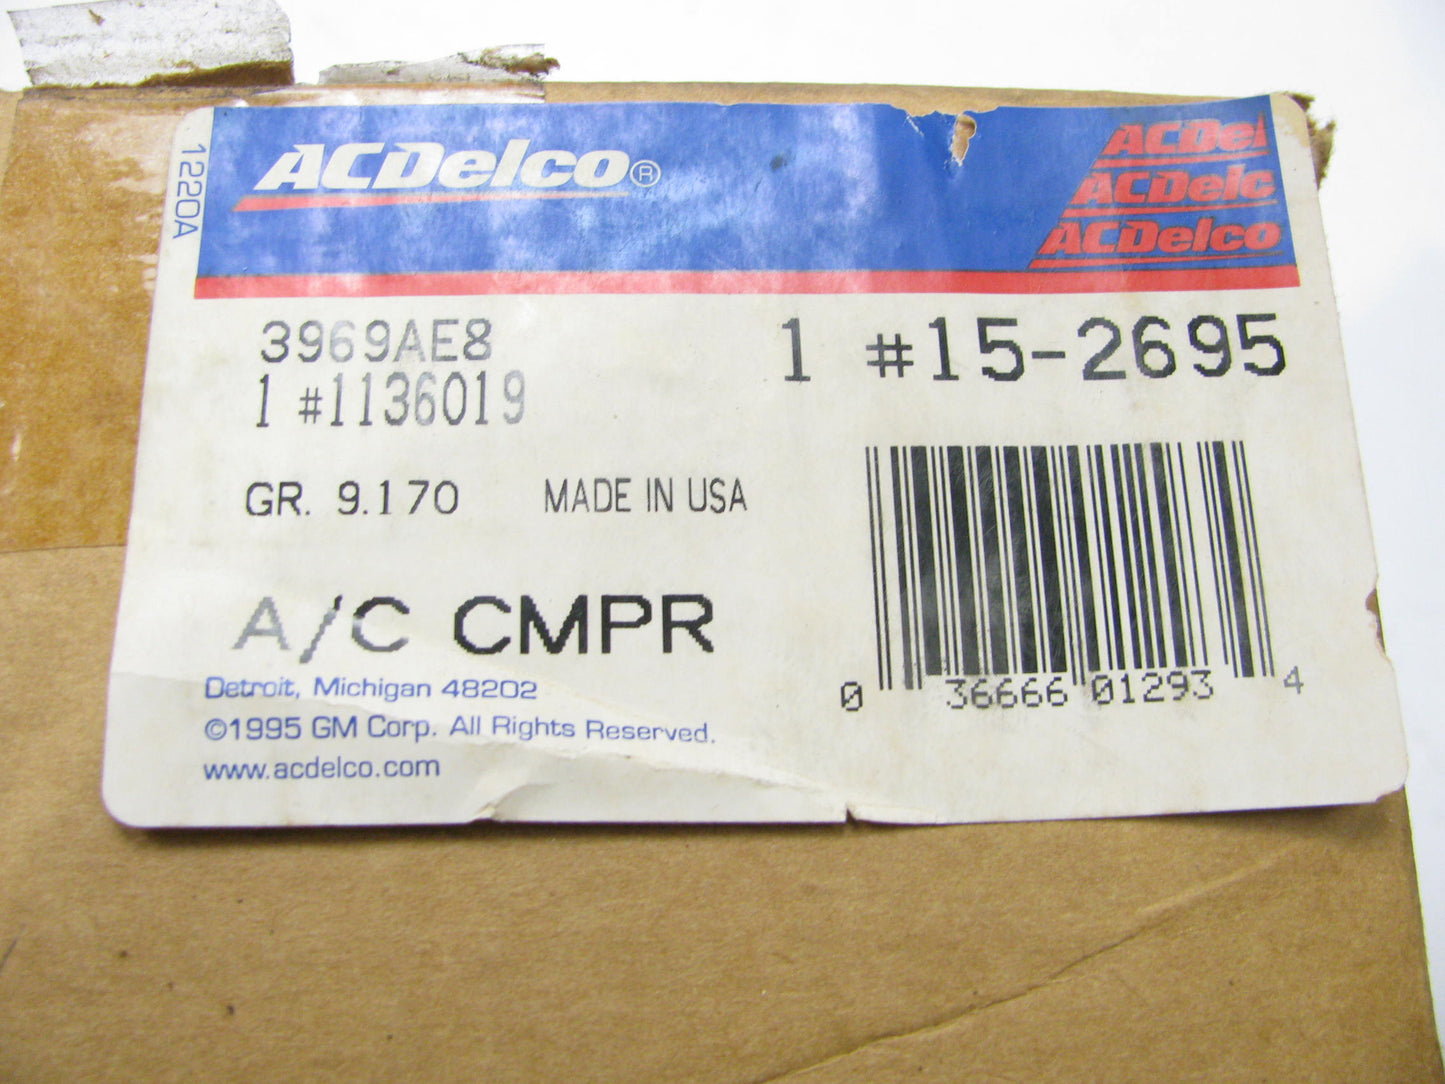 1220A
ACDelco®
ACDel
ACDelc
ACDelco
3969AE8
1 #15-2695
1 #1136019
GR. 9.170 MADE IN USA
A/C CMPR
0 36666 01293 4
Detroit, Michigan 48202
©1995 GM Corp. All Rights Reserved.
www.acdelco.com